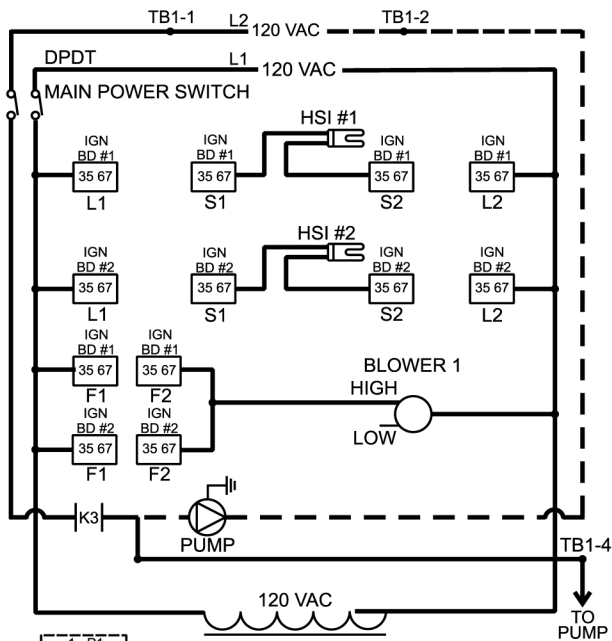 TB1-1 L2 120 VAC TB1-2
DPDT L1 120 VAC
MAIN POWER SWITCH
HSI #1
IGN IGN IGN IGN
BD #1 BD #1 BD #1 BD #1
35 67 35 67 35 67 35 67
L1 S1 S2 L2
HSI #2
IGN IGN IGN IGN
BD #2 BD #2 BD #2 BD #2
35 67 35 67 35 67 35 67
L1 S1 S2 L2
IGN IGN
BD #1 BD #1 BLOWER 1
35 67 35 67 HIGH
F1 F2
IGN IGN
BD #2 BD #2 LOW
35 67 35 67
F1 F2
K3
PUMP
TB1-4
120 VAC
TO
PUMP